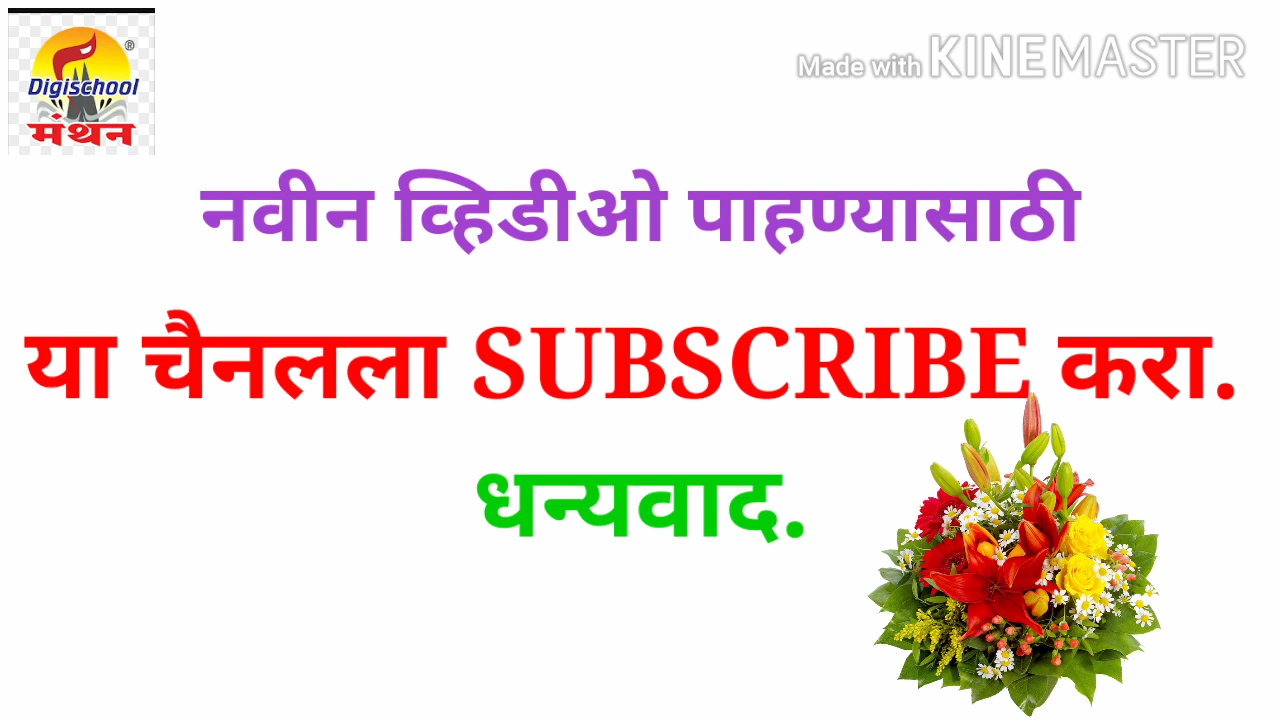 Digischool ®
मंथन
Made with KINEMASTER
नवीन व्हिडीओ पाहण्यासाठी
या चैनलला SUBSCRIBE करा.
धन्यवाद.